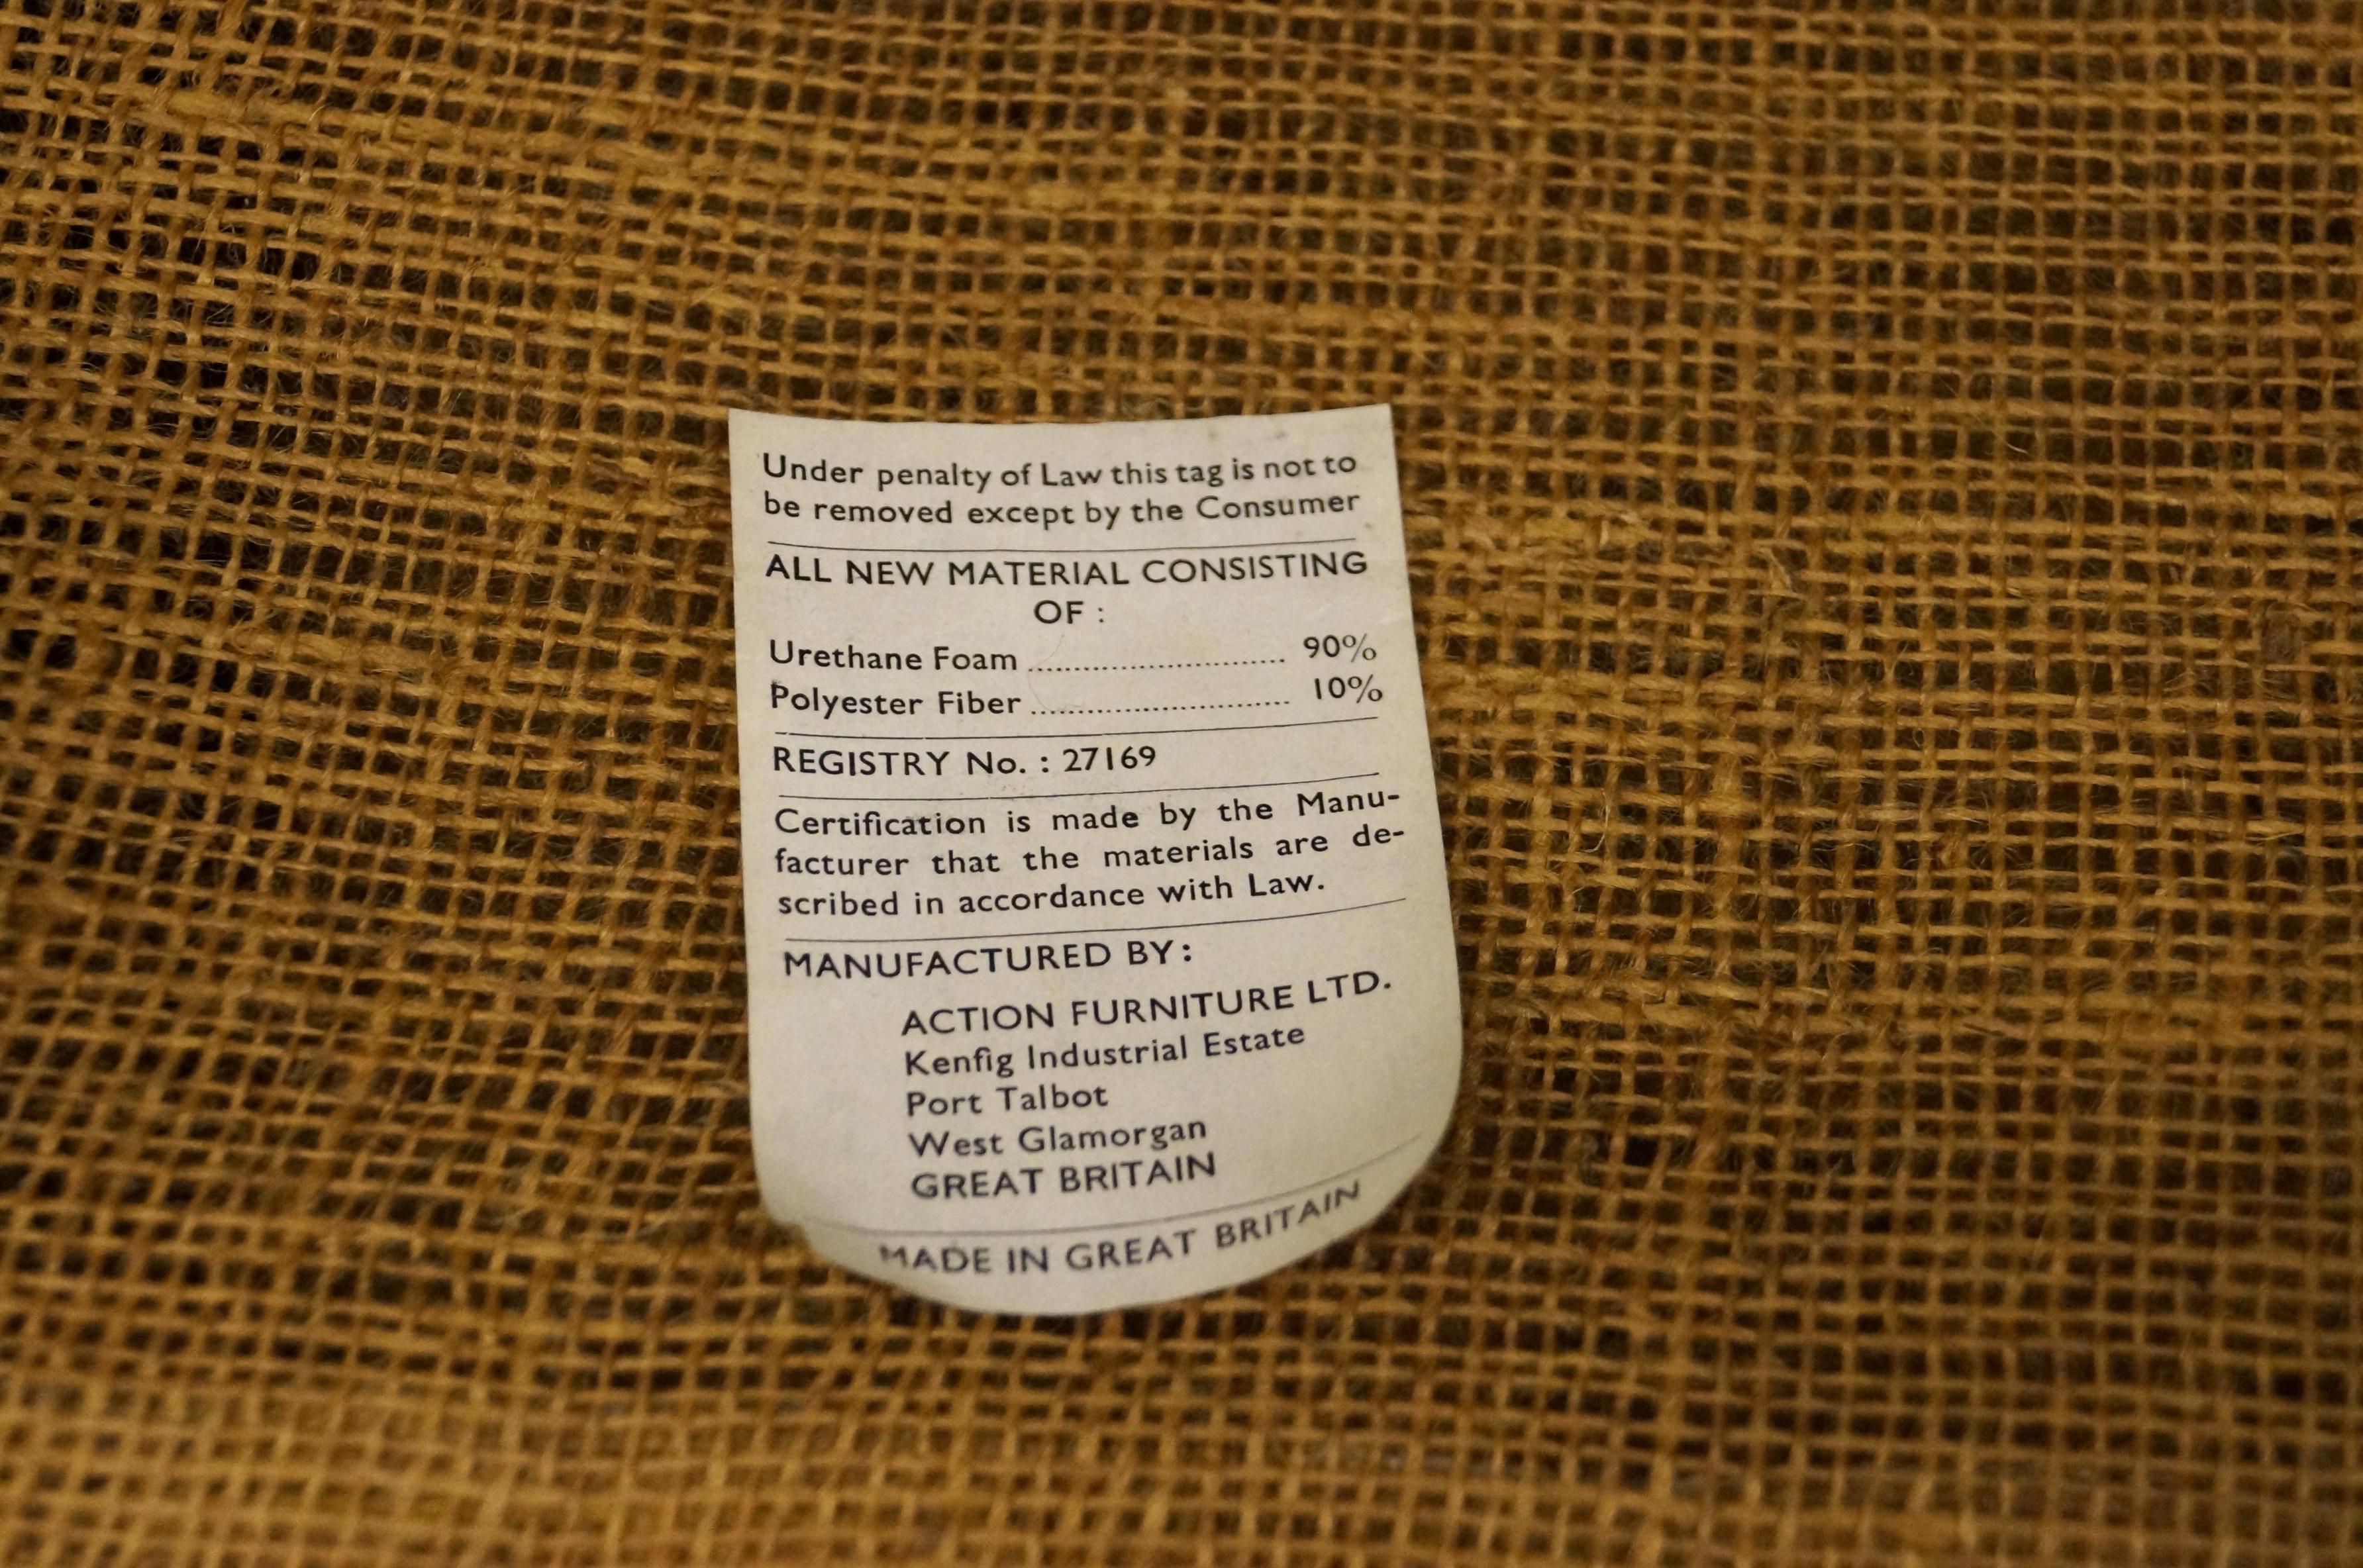 Under penalty of Law this tag is not to
be removed except by the Consumer
ALL NEW MATERIAL CONSISTING
OF :
Urethane Foam ................................ 90%
Polyester Fiber ................................ 10%
REGISTRY No. : 27169
Certification is made by the Manu-
facturer that the materials are de-
scribed in accordance with Law.
MANUFACTURED BY :
ACTION FURNITURE LTD.
Kenfig Industrial Estate
Port Talbot
West Glamorgan
GREAT BRITAIN
MADE IN GREAT BRITAIN